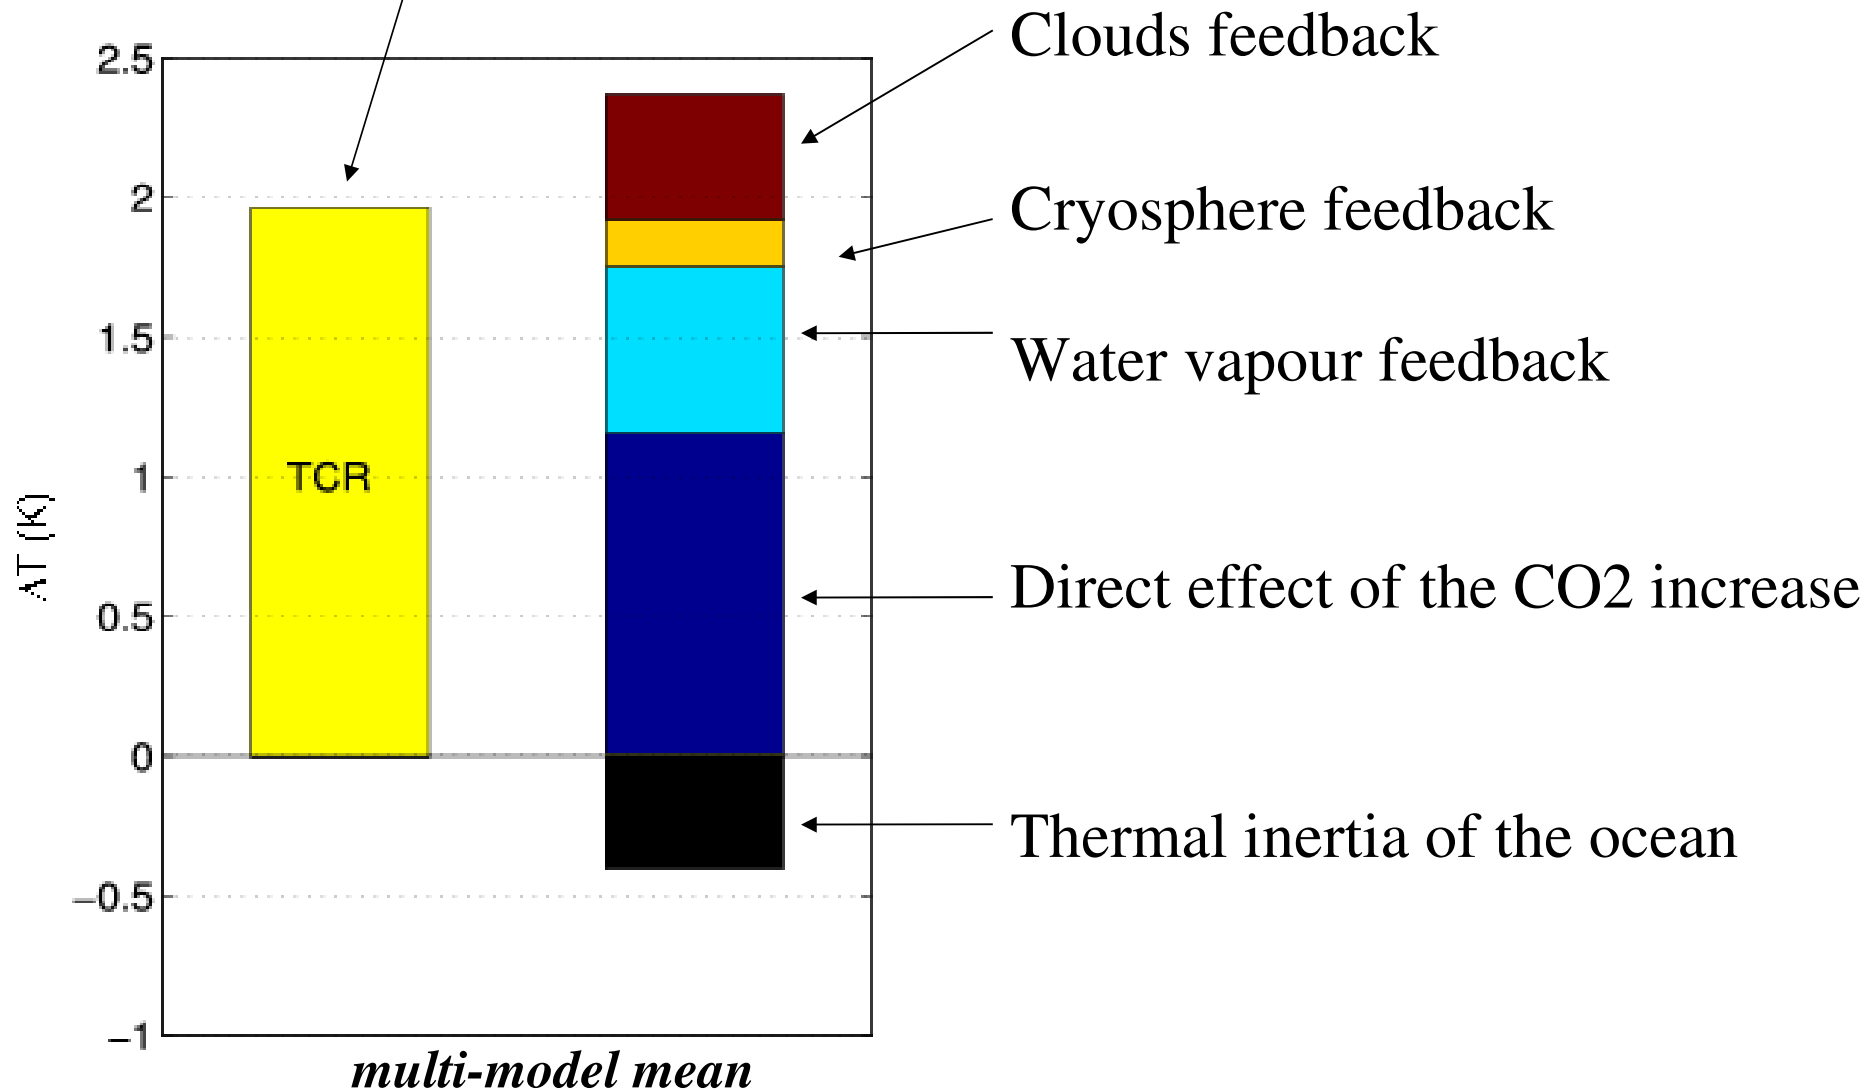 Clouds feedback
2.5
Cryosphere feedback
2
Water vapour feedback
1.5
TCR
1
ΔT (K)
Direct effect of the CO2 increase
0.5
0
Thermal inertia of the ocean
−0.5
−1
multi-model mean